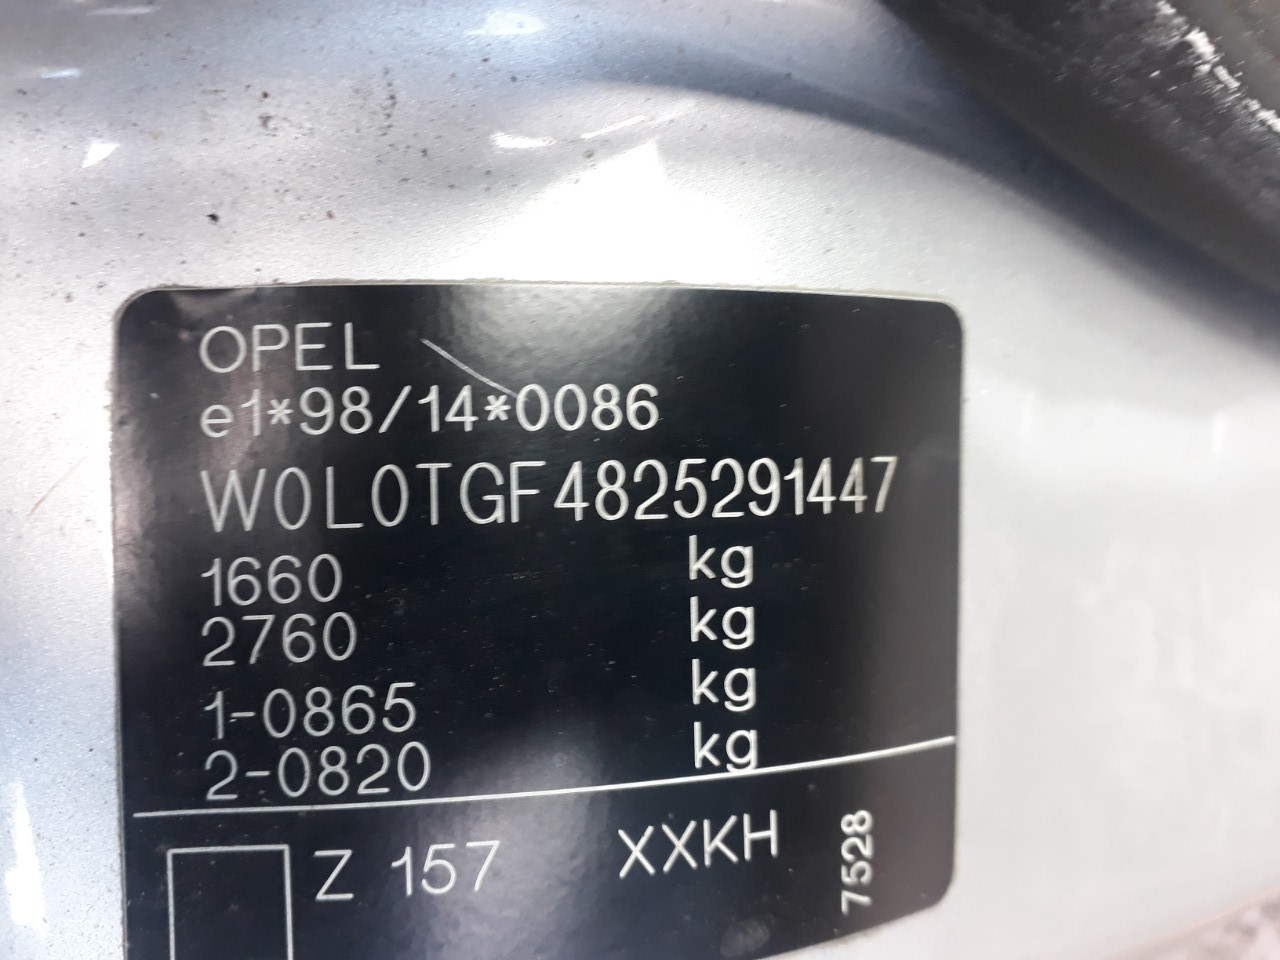 OPEL
e1*98/14*0086
W0L0TGF4825291447
1660 kg
2760 kg
1-0865 kg
2-0820 kg
Z 157 XXKH 7528